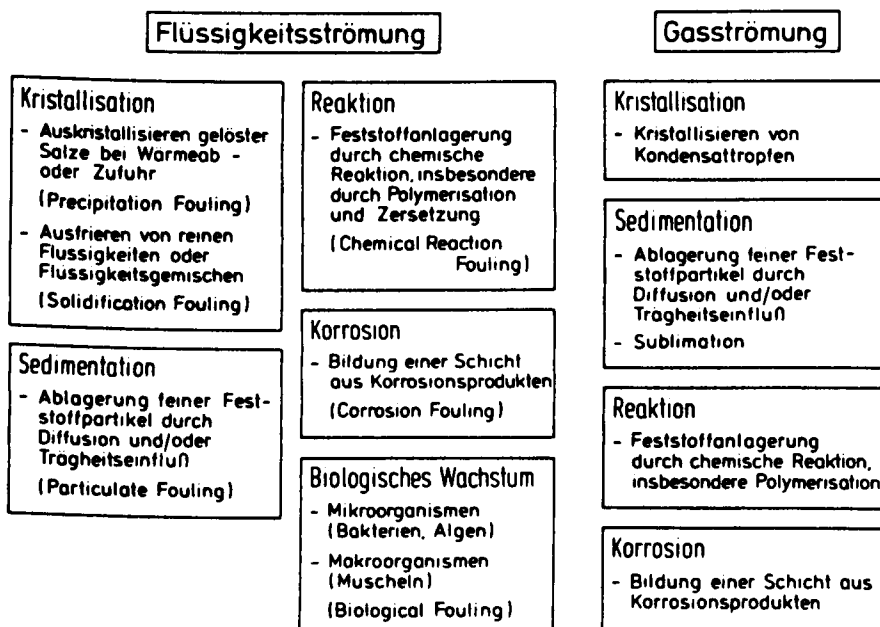 Flüssigkeitsströmung
Kristallisation
- Auskristallisieren gelöster
Salze bei Wärmeab -
oder Zufuhr
(Precipitation Fouling)
- Ausfrieren von reinen
Flüssigkeiten oder
Flüssigkeitsgemischen
(Solidification Fouling)
Sedimentation
- Ablagerung feiner Fest-
stoffpartikel durch
Diffusion und/oder
Trägheitseinfluß
(Particulate Fouling)
Reaktion
- Feststoffanlagerung
durch chemische
Reaktion, insbesondere
durch Polymerisation
und Zersetzung
(Chemical Reaction
Fouling)
Korrosion
- Bildung einer Schicht
aus Korrosionsprodukten
(Corrosion Fouling)
Biologisches Wachstum
- Mikroorganismen
(Bakterien, Algen)
- Makroorganismen
(Muscheln)
(Biological Fouling)
Gasströmung
Kristallisation
- Kristallisieren von
Kondensattropfen
Sedimentation
- Ablagerung feiner Fest-
stoffpartikel durch
Diffusion und/oder
Trägheitseinfluß
- Sublimation
Reaktion
- Feststoffanlagerung
durch chemische Reaktion,
insbesondere Polymerisation
Korrosion
- Bildung einer Schicht aus
Korrosionsprodukten